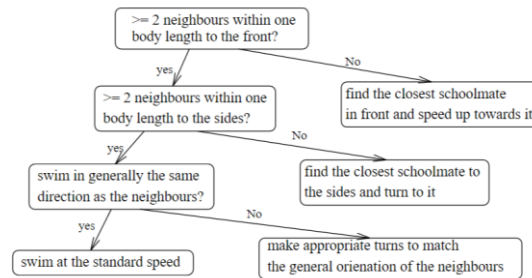 >= 2 neighbours within one
body length to the front?
yes
No
>= 2 neighbours within one
body length to the sides?
find the closest schoolmate
in front and speed up towards it
yes
No
swim in generally the same
direction as the neighbours?
find the closest schoolmate to
the sides and turn to it
yes
No
swim at the standard speed
make appropriate turns to match
the general orienation of the neighbours